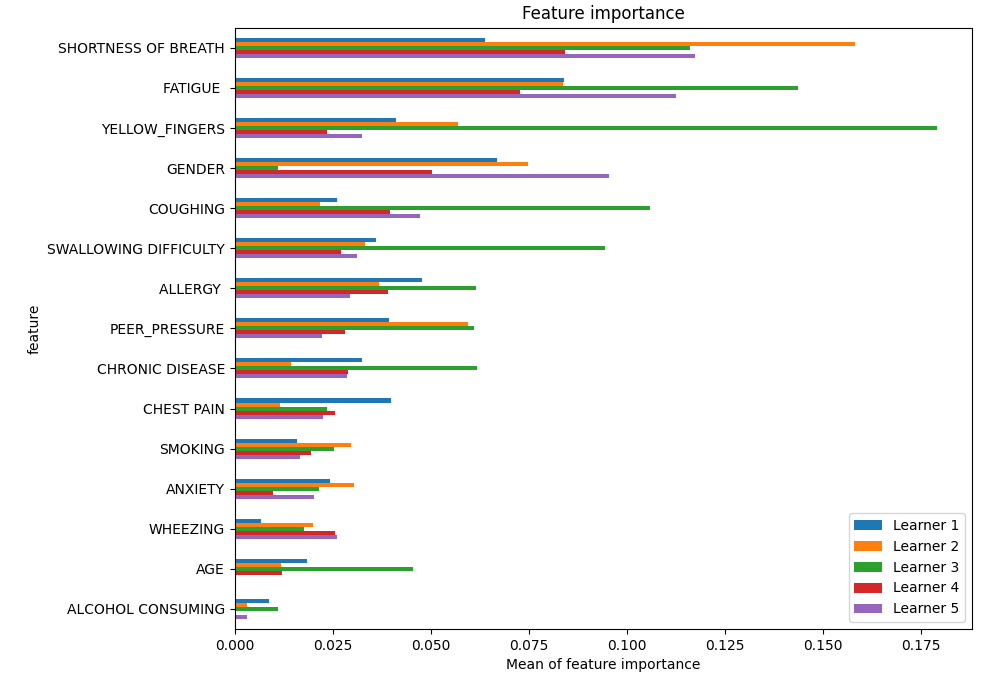 Feature importance
SHORTNESS OF BREATH
FATIGUE
YELLOW_FINGERS
GENDER
COUGHING
SWALLOWING DIFFICULTY
ALLERGY
PEER_PRESSURE
CHRONIC DISEASE
CHEST PAIN
SMOKING
ANXIETY
WHEEZING
AGE
ALCOHOL CONSUMING
feature
Learner 1
Learner 2
Learner 3
Learner 4
Learner 5
0.000 0.025 0.050 0.075 0.100 0.125 0.150 0.175
Mean of feature importance